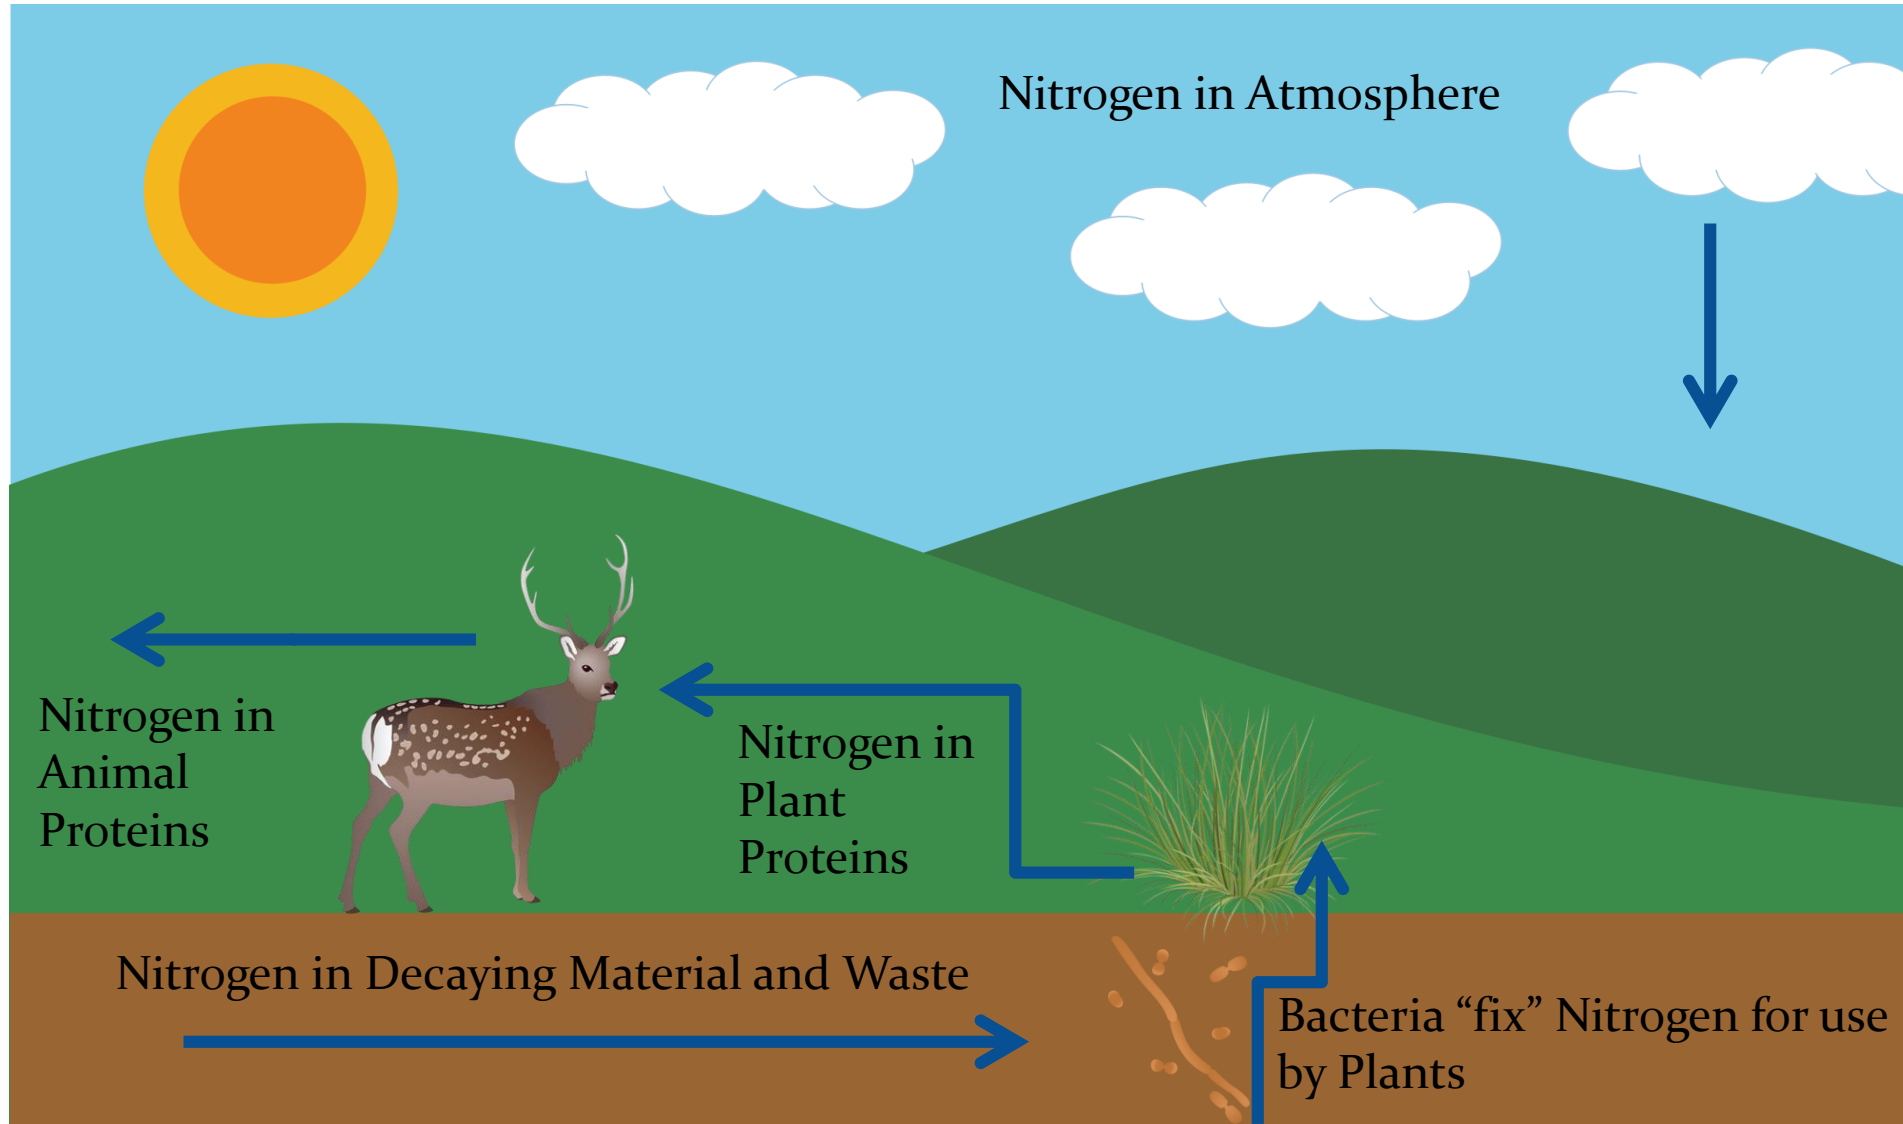 Nitrogen in Atmosphere
Nitrogen in
Animal
Proteins
Nitrogen in
Plant
Proteins
Nitrogen in Decaying Material and Waste
Bacteria “fix” Nitrogen for use
by Plants